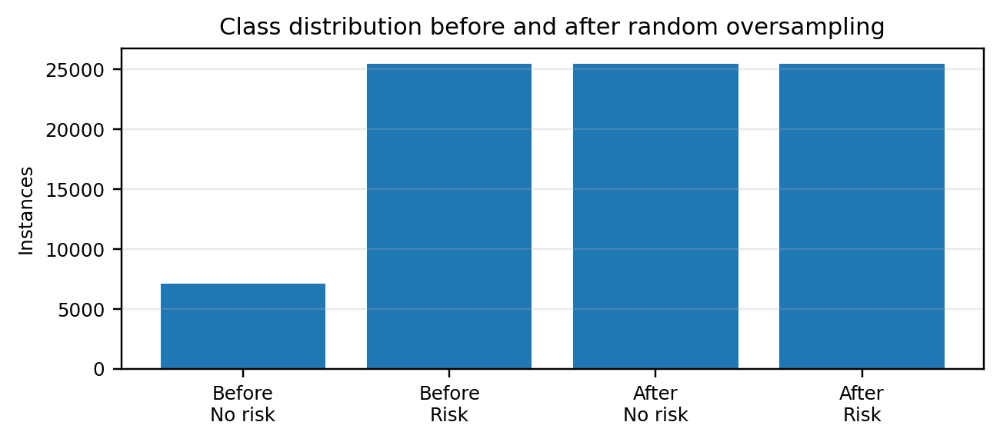 Class distribution before and after random oversampling
Instances
25000
20000
15000
10000
5000
0
Before
No risk
Before
Risk
After
No risk
After
Risk